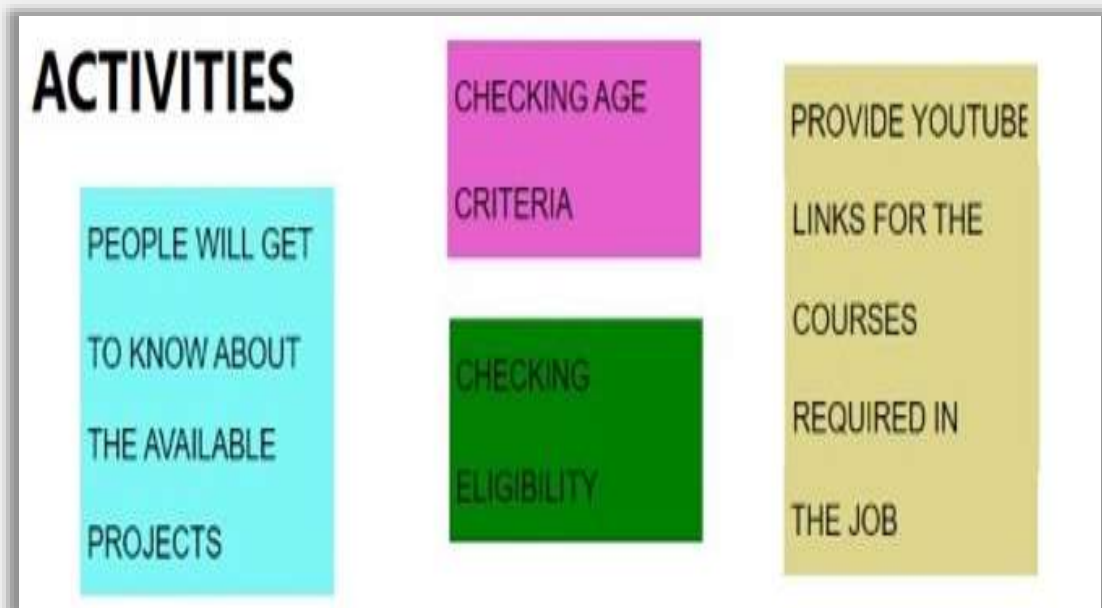 ACTIVITIES
PEOPLE WILL GET
TO KNOW ABOUT
THE AVAILABLE
PROJECTS
CHECKING AGE
CRITERIA
CHECKING
ELIGIBILITY
PROVIDE YOUTUBE
LINKS FOR THE
COURSES
REQUIRED IN
THE JOB